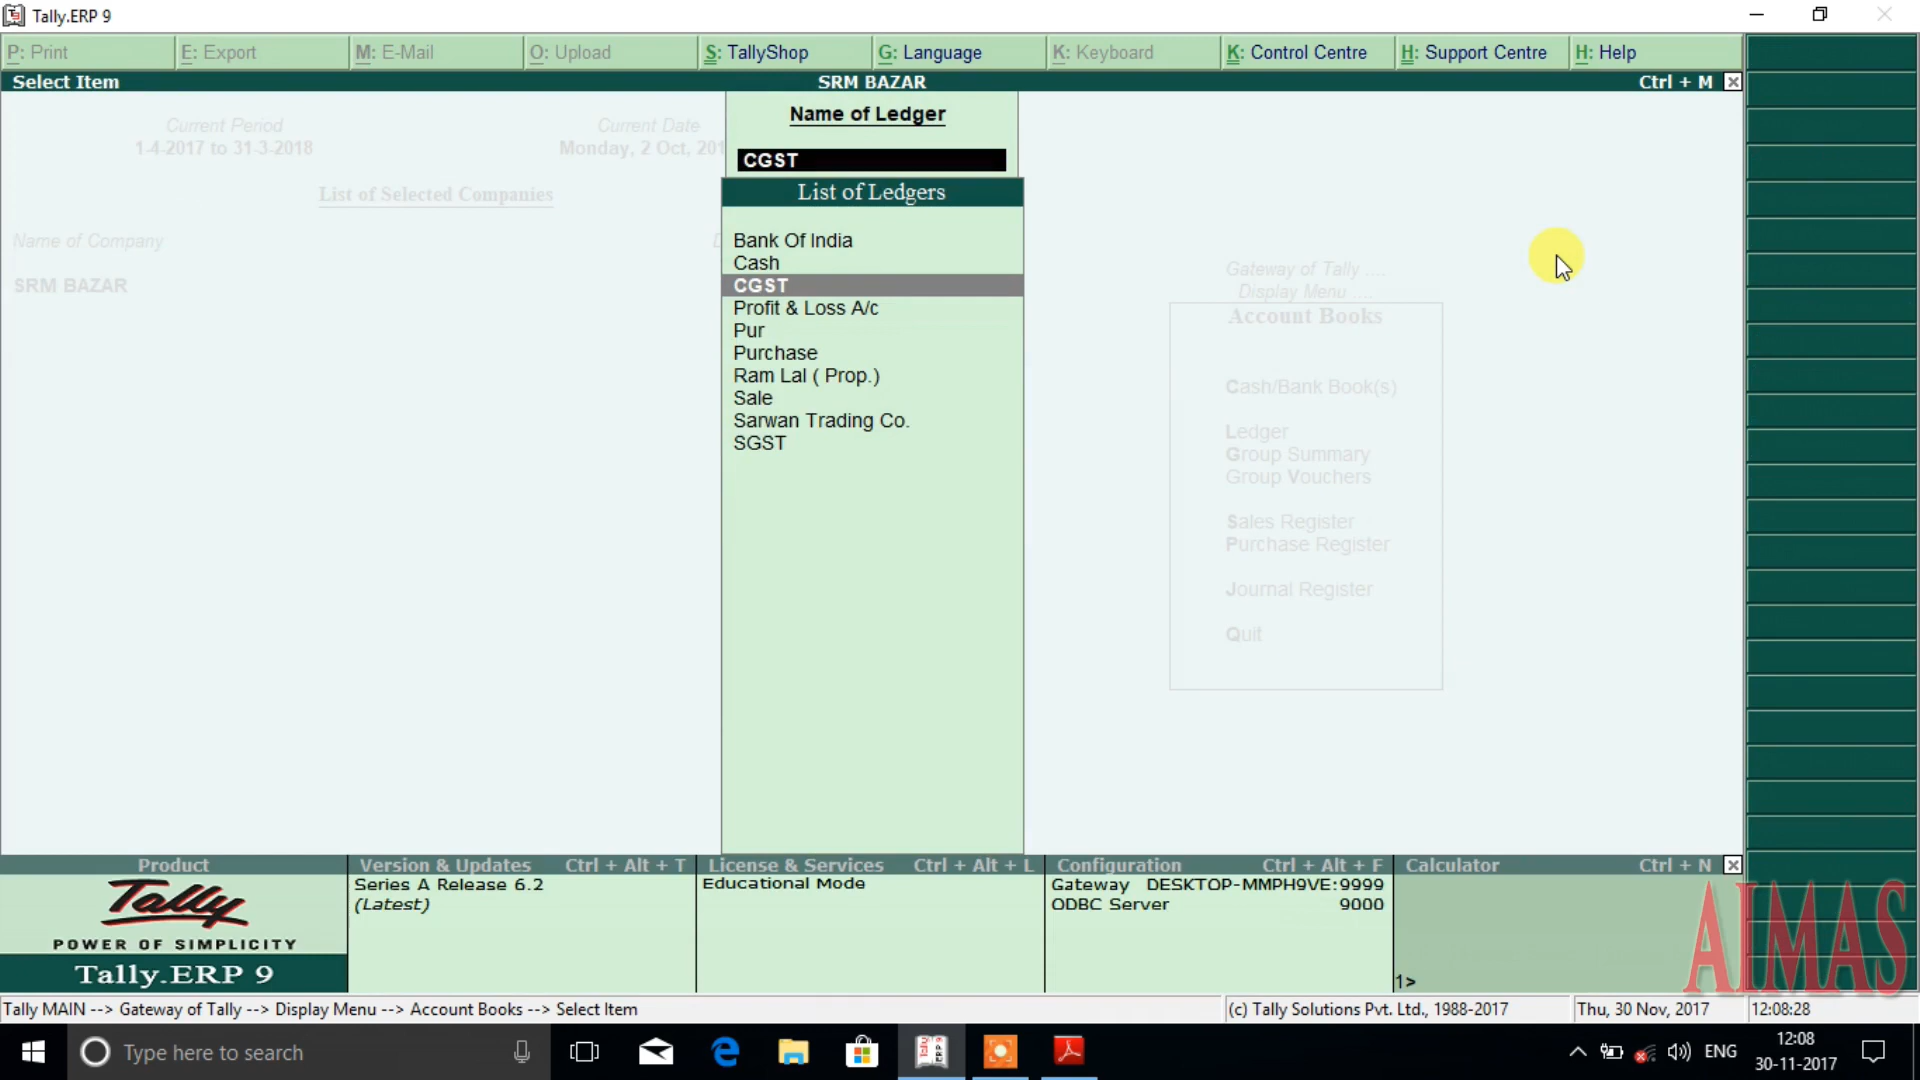 Tally.ERP 9
P: Print
E: Export
M: E-Mail
O: Upload
S: TallyShop
G: Language
K: Keyboard
K: Control Centre
H: Support Centre
H: Help
Select Item
SRM BAZAR
Ctrl + M
Current Period
1-4-2017 to 31-3-2018
Current Date
Monday, 2 Oct, 201
List of Selected Companies
Name of Company
SRM BAZAR
Name of Ledger
CGST
List of Ledgers
Bank Of India
Cash
CGST
Profit & Loss A/c
Pur
Purchase
Ram Lal ( Prop.)
Sale
Sarwan Trading Co.
SGST
Gateway of Tally ....
Display Menu ....
Account Books
Cash/Bank Book(s)
Ledger
Group Summary
Group Vouchers
Sales Register
Purchase Register
Journal Register
Quit
Product
Tally
POWER OF SIMPLICITY
Tally.ERP 9
Version & Updates Ctrl + Alt + T
Series A Release 6.2
(Latest)
License & Services Ctrl + Alt + L
Educational Mode
Configuration Ctrl + Alt + F
Gateway DESKTOP-MMPH9VE:9999
ODBC Server 9000
Calculator Ctrl + N
1>
AIMAS
Tally MAIN --> Gateway of Tally --> Display Menu --> Account Books --> Select Item
(c) Tally Solutions Pvt. Ltd., 1988-2017
Thu, 30 Nov, 2017
12:08:28
Type here to search
ENG
12:08
30-11-2017